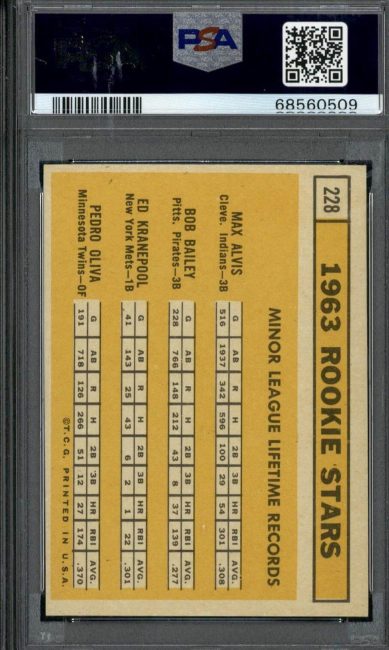 PSA
68560509
228
1963 ROOKIE STARS
MINOR LEAGUE LIFETIME RECORDS
MAX ALVIS
Cleve. Indians—3B
G AB R H 2B 3B HR RBI AVG.
516 1937 342 596 100 29 54 301 .308
BOB BAILEY
Pitts. Pirates—3B
G AB R H 2B 3B HR RBI AVG.
228 766 148 212 43 8 37 139 .277
ED KRANEPOOL
New York Mets—1B
G AB R H 2B 3B HR RBI AVG.
41 143 25 43 6 2 1 22 .301
PEDRO OLIVA
Minnesota Twins—OF
G AB R H 2B 3B HR RBI AVG.
191 718 126 266 51 12 27 174 .370
©T.C.G. PRINTED IN U.S.A.